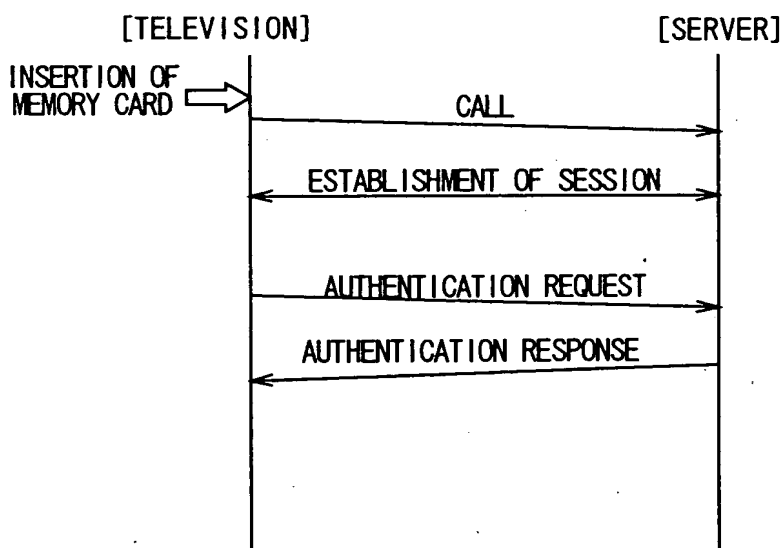 [TELEVISION]
[SERVER]
INSERTION OF
MEMORY CARD
CALL
ESTABLISHMENT OF SESSION
AUTHENTICATION REQUEST
AUTHENTICATION RESPONSE